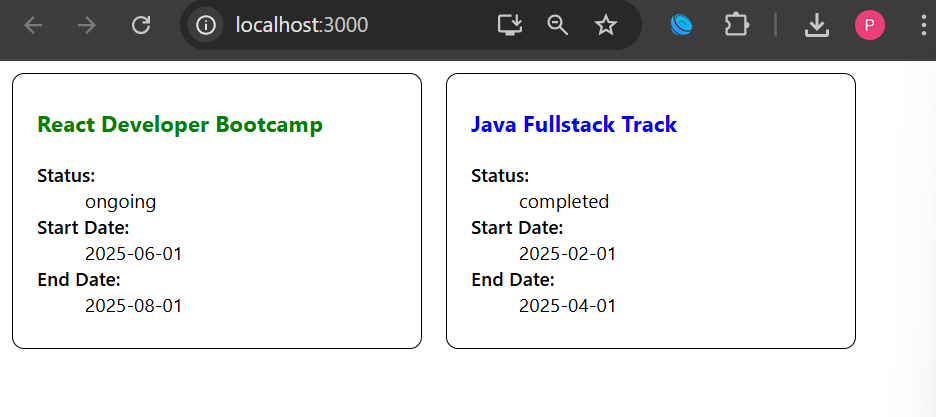 localhost:3000
P
React Developer Bootcamp
Status:
ongoing
Start Date:
2025-06-01
End Date:
2025-08-01
Java Fullstack Track
Status:
completed
Start Date:
2025-02-01
End Date:
2025-04-01